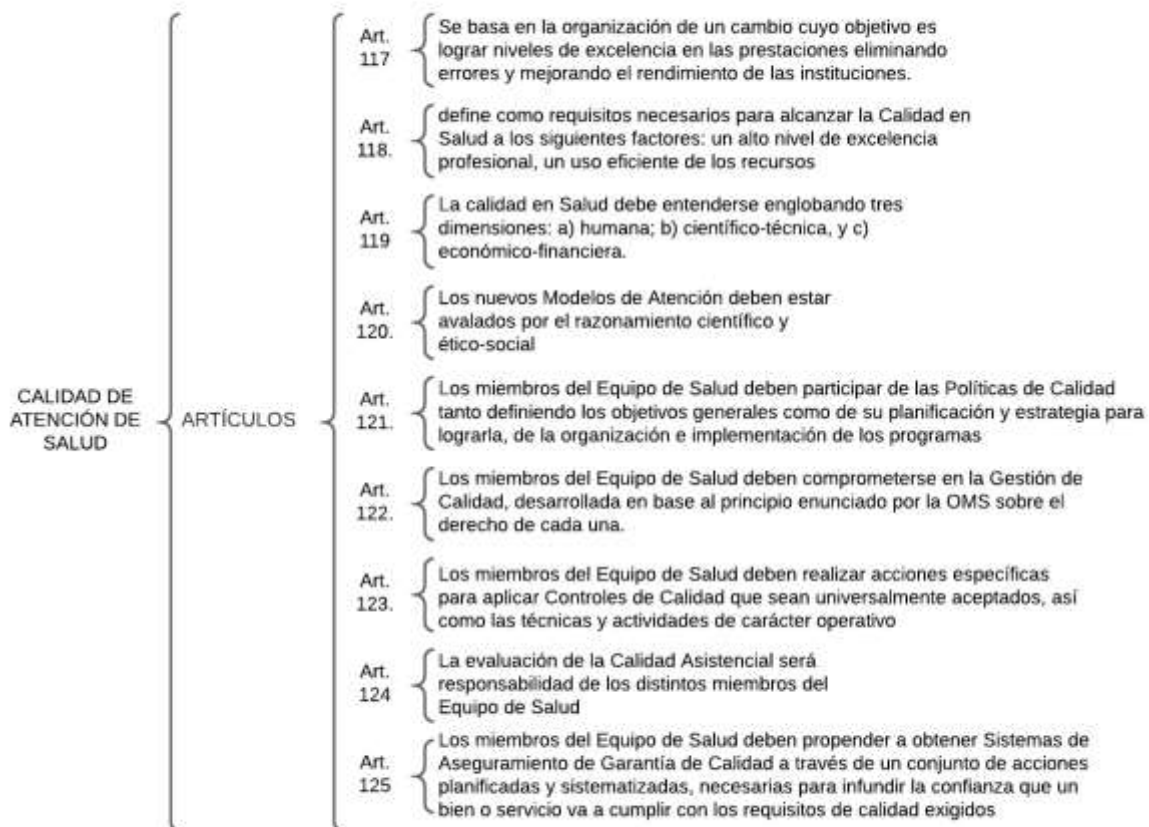 CALIDAD DE
ATENCIÓN DE
SALUD
ARTÍCULOS
Art.
117
Se basa en la organización de un cambio cuyo objetivo es
lograr niveles de excelencia en las prestaciones eliminando
errores y mejorando el rendimiento de las instituciones.
Art.
118.
define como requisitos necesarios para alcanzar la Calidad en
Salud a los siguientes factores: un alto nivel de excelencia
profesional, un uso eficiente de los recursos
Art.
119
La calidad en Salud debe entenderse englobando tres
dimensiones: a) humana; b) científico-técnica, y c)
económico-financiera.
Art.
120.
Los nuevos Modelos de Atención deben estar
avalados por el razonamiento científico y
ético-social
Art.
121.
Los miembros del Equipo de Salud deben participar de las Políticas de Calidad
tanto definiendo los objetivos generales como de su planificación y estrategia para
lograrla, de la organización e implementación de los programas
Art.
122.
Los miembros del Equipo de Salud deben comprometerse en la Gestión de
Calidad, desarrollada en base al principio enunciado por la OMS sobre el
derecho de cada una.
Art.
123.
Los miembros del Equipo de Salud deben realizar acciones específicas
para aplicar Controles de Calidad que sean universalmente aceptados, así
como las técnicas y actividades de carácter operativo
Art.
124
La evaluación de la Calidad Asistencial será
responsabilidad de los distintos miembros del
Equipo de Salud
Art.
125
Los miembros del Equipo de Salud deben propender a obtener Sistemas de
Aseguramiento de Garantía de Calidad a través de un conjunto de acciones
planificadas y sistematizadas, necesarias para infundir la confianza que un
bien o servicio va a cumplir con los requisitos de calidad exigidos